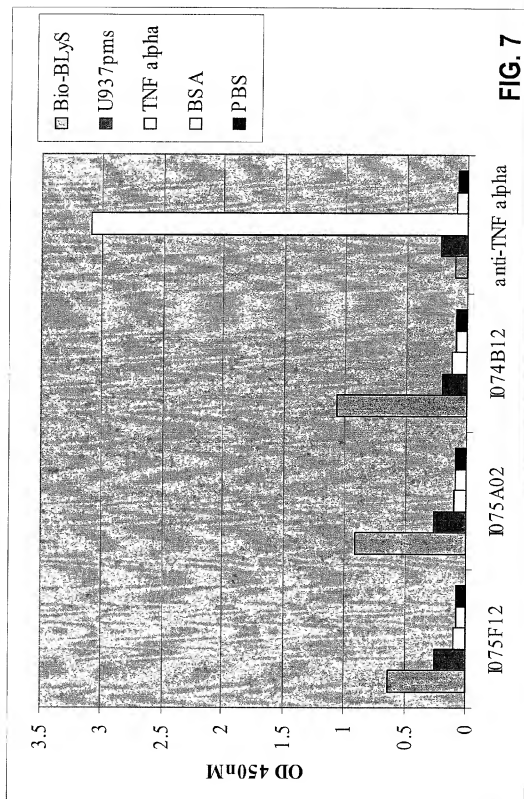 Bio-BLyS
U937pms
TNF alpha
BSA
PBS
3.5
3
2.5
2
1.5
1
0.5
0
OD 450nM
I075F12
I075A02
I074B12
anti-TNF alpha
FIG. 7